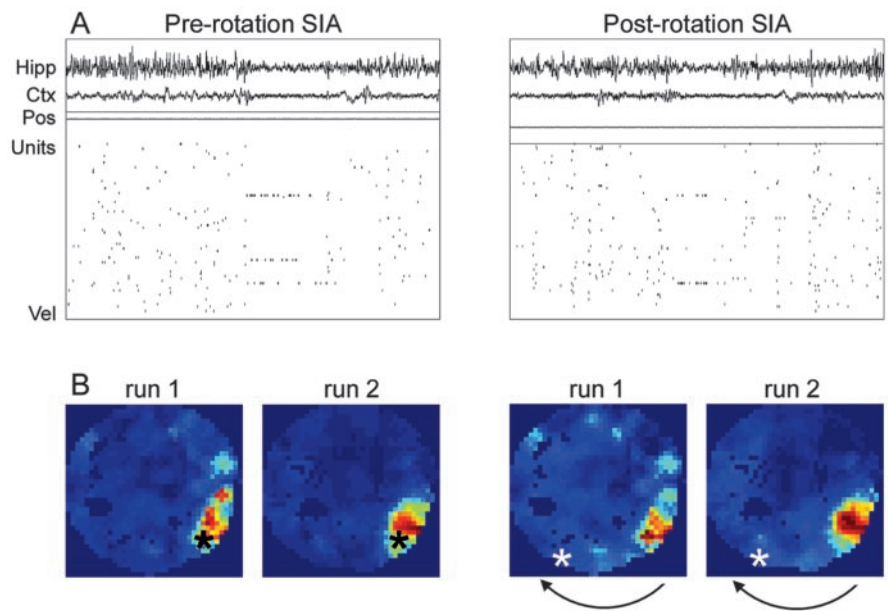 A
Pre-rotation SIA
Post-rotation SIA
Hipp
Ctx
Pos
Units
Vel
B
run 1
run 2
run 1
run 2
*
*
*
*